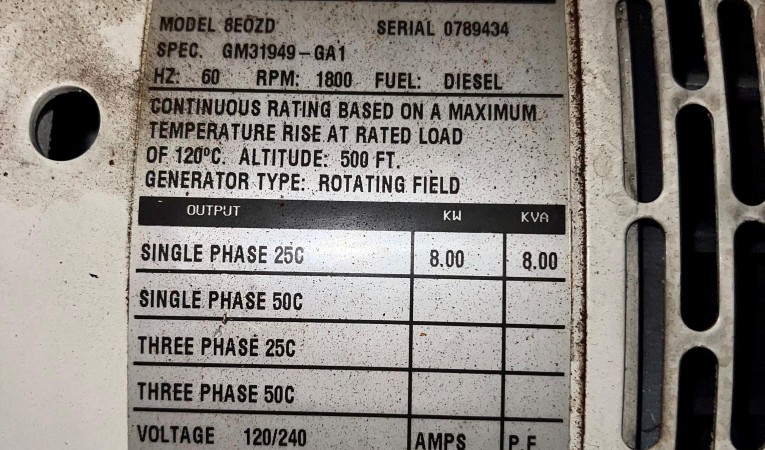 MODEL 8EOZD SERIAL 0789434
SPEC. GM31949-GA1
HZ: 60 RPM: 1800 FUEL: DIESEL
CONTINUOUS RATING BASED ON A MAXIMUM
TEMPERATURE RISE AT RATED LOAD
OF 120ºC. ALTITUDE: 500 FT.
GENERATOR TYPE: ROTATING FIELD
OUTPUT KW KVA
SINGLE PHASE 25C 8.00 8.00
SINGLE PHASE 50C
THREE PHASE 25C
THREE PHASE 50C
VOLTAGE 120/240 AMPS P.F.